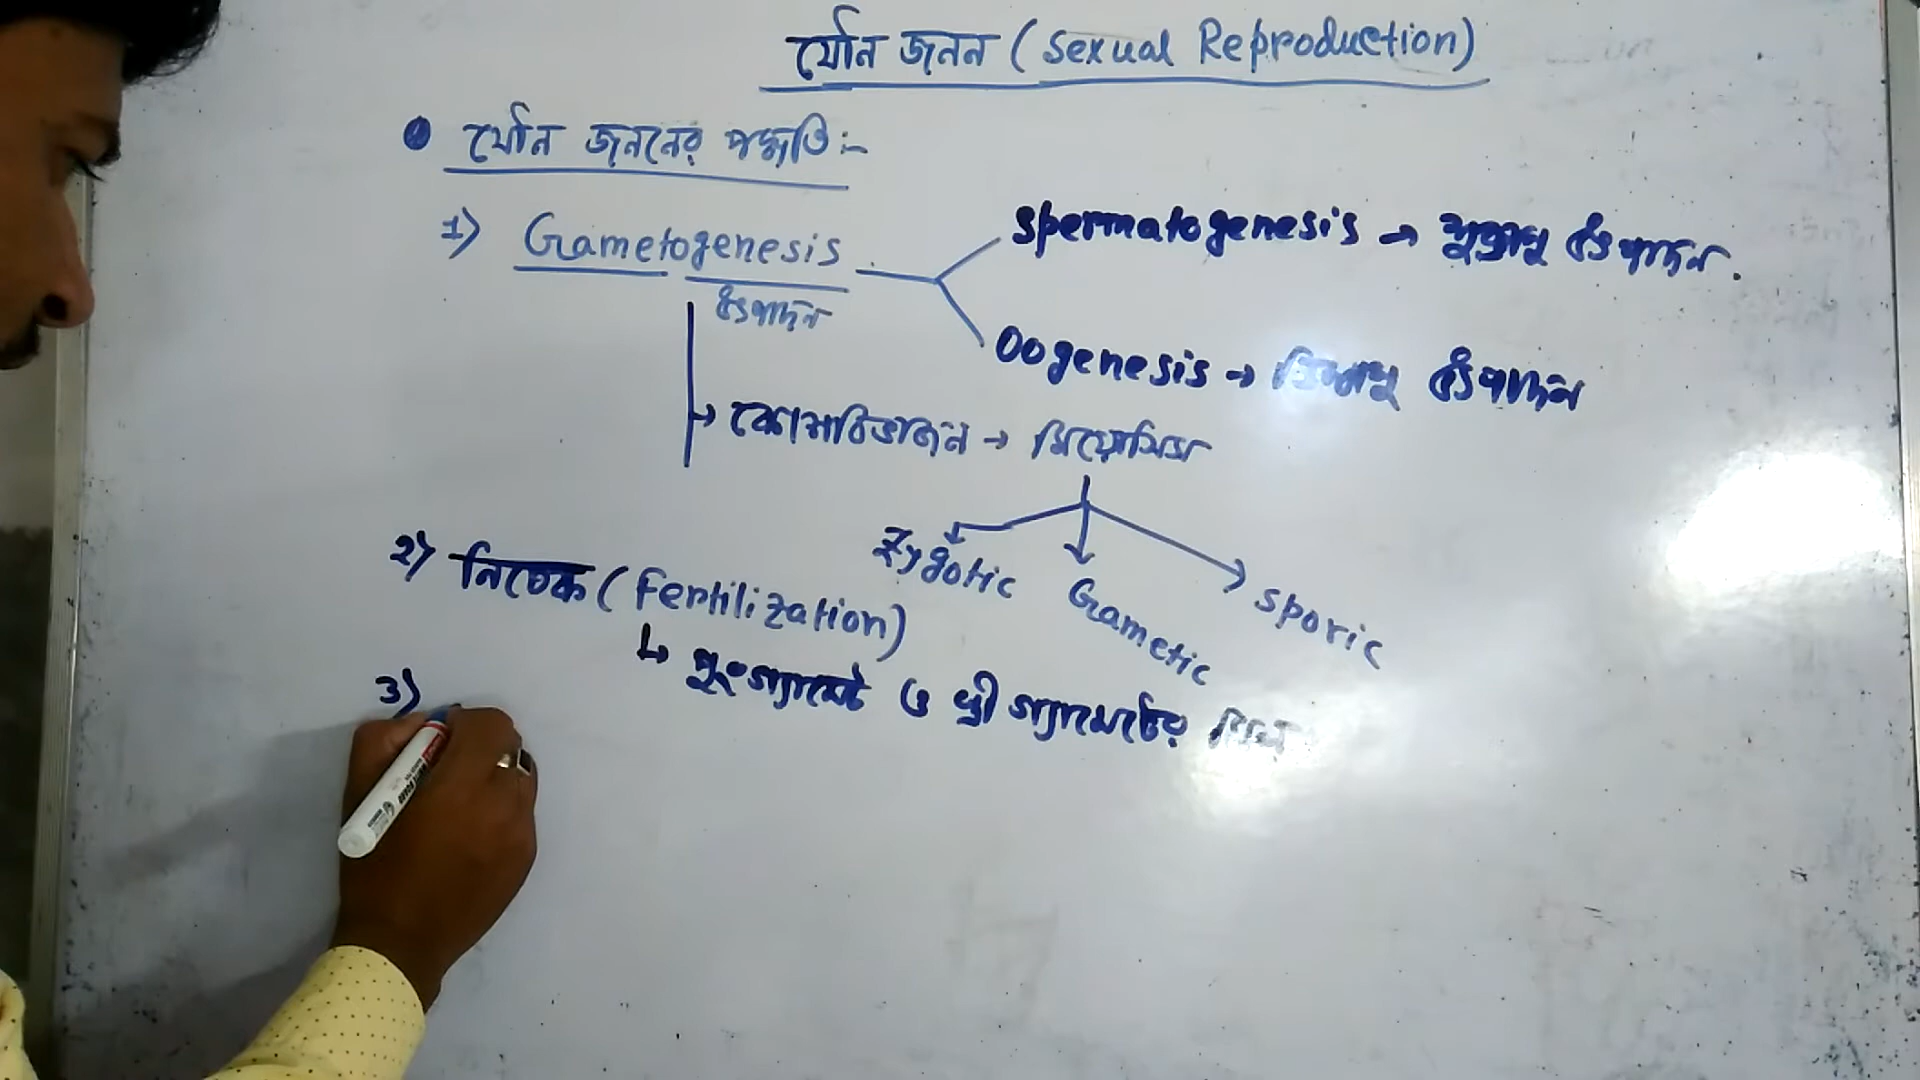 যৌন জনন (Sexual Reproduction)
যৌন জননের পদ্ধতি:-
1) Gametogenesis
উৎপাদন
Spermatogenesis → শুক্রাণু উৎপাদন.
Oogenesis → ডিম্বাণু উৎপাদন
→ কোশবিভাজন → মিয়োসিস
Zygotic Gametic Sporic
2) নিষেক (Fertilization)
↳ পুংগ্যামেট ও স্ত্রী গ্যামেটের
3)